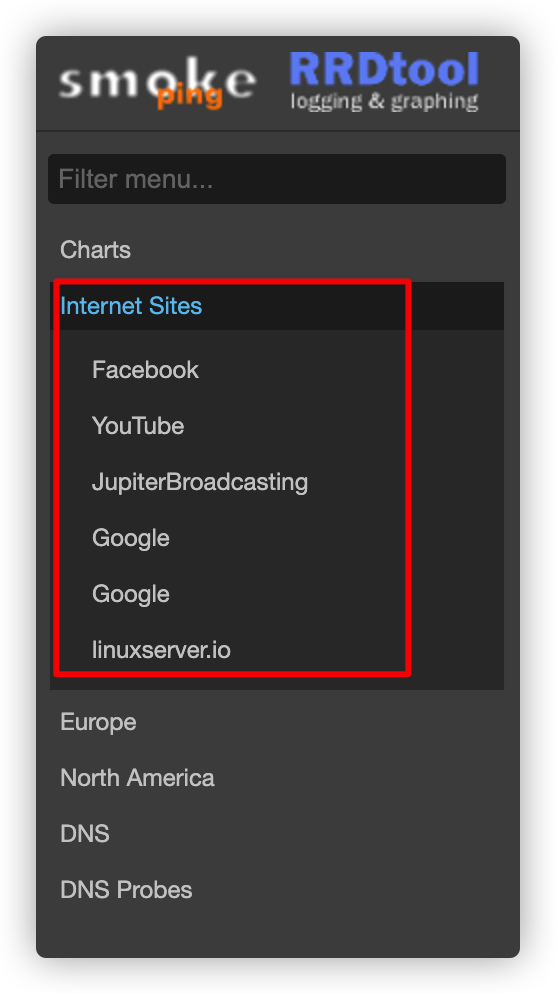 smoke ping
RRDtool
logging & graphing
Filter menu...
Charts
Internet Sites
Facebook
YouTube
JupiterBroadcasting
Google
Google
linuxserver.io
Europe
North America
DNS
DNS Probes